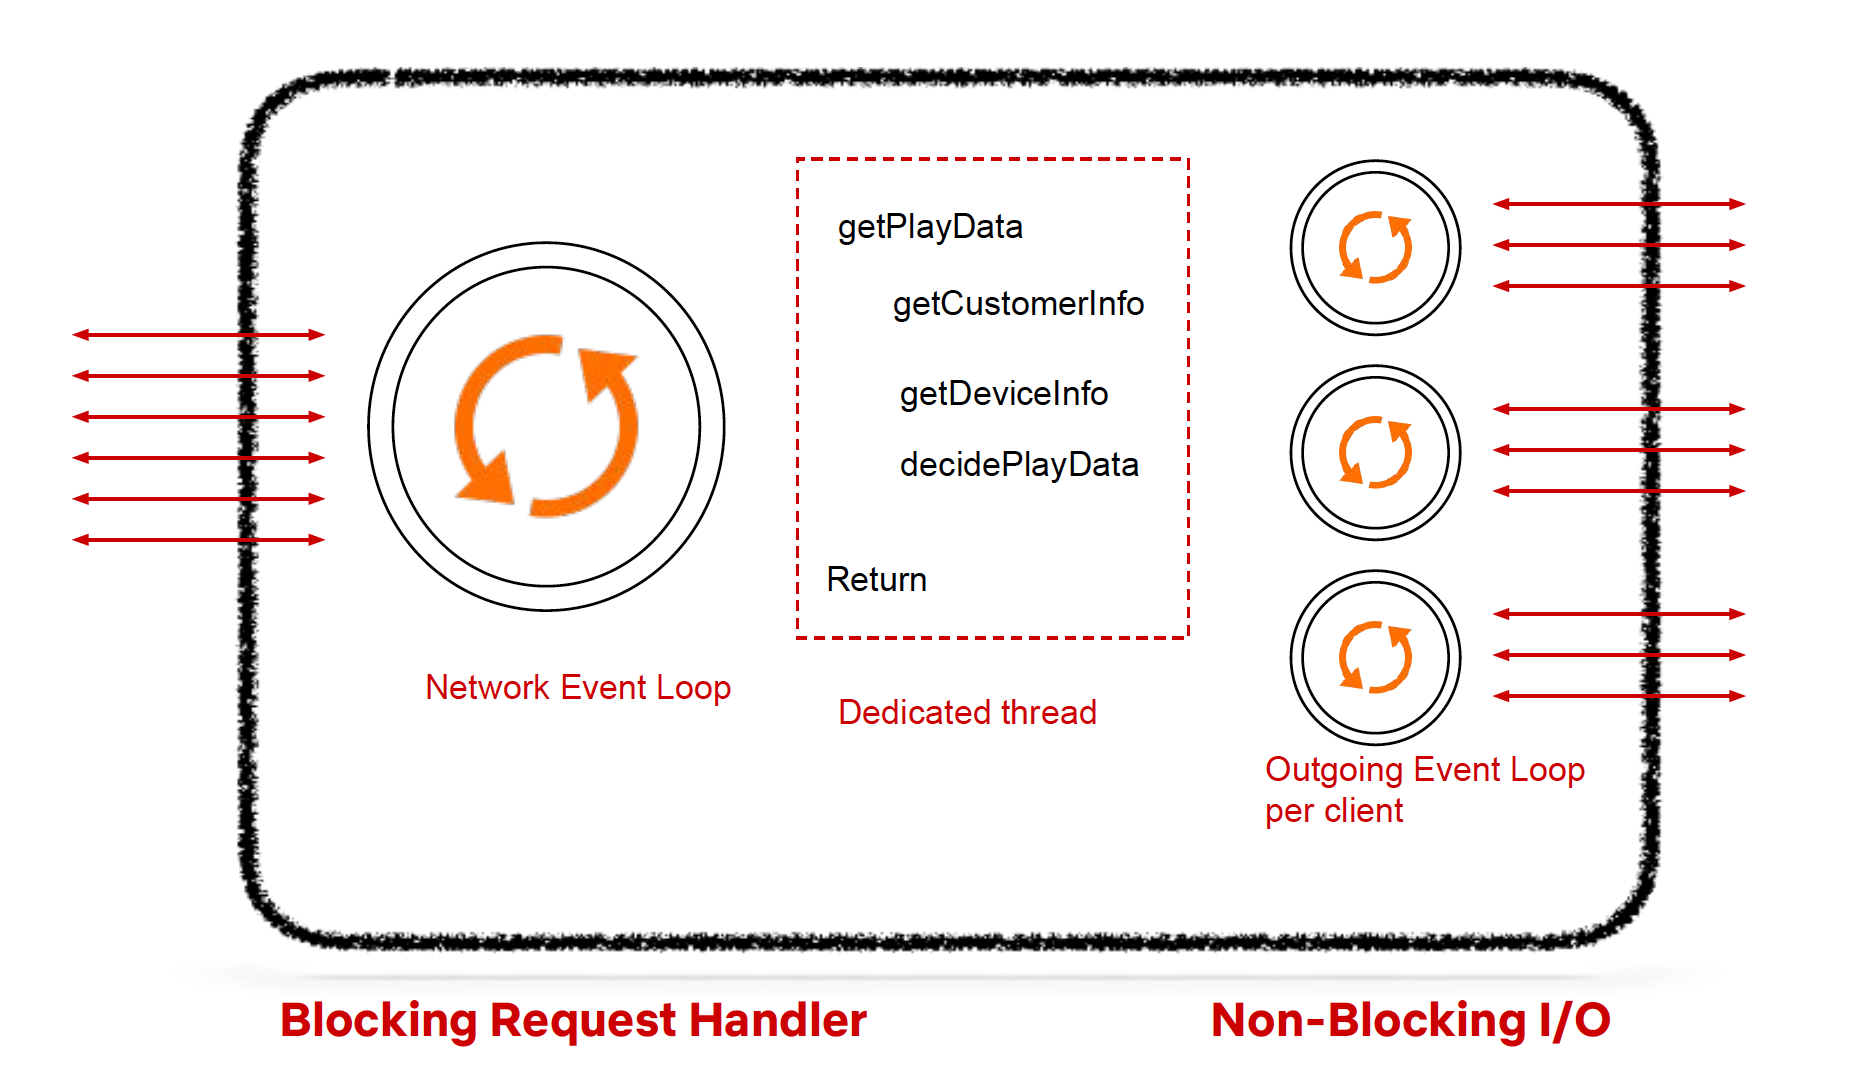 getPlayData
getCustomerInfo
getDeviceInfo
decidePlayData
Return
Network Event Loop
Dedicated thread
Outgoing Event Loop
per client
Blocking Request Handler
Non-Blocking I/O